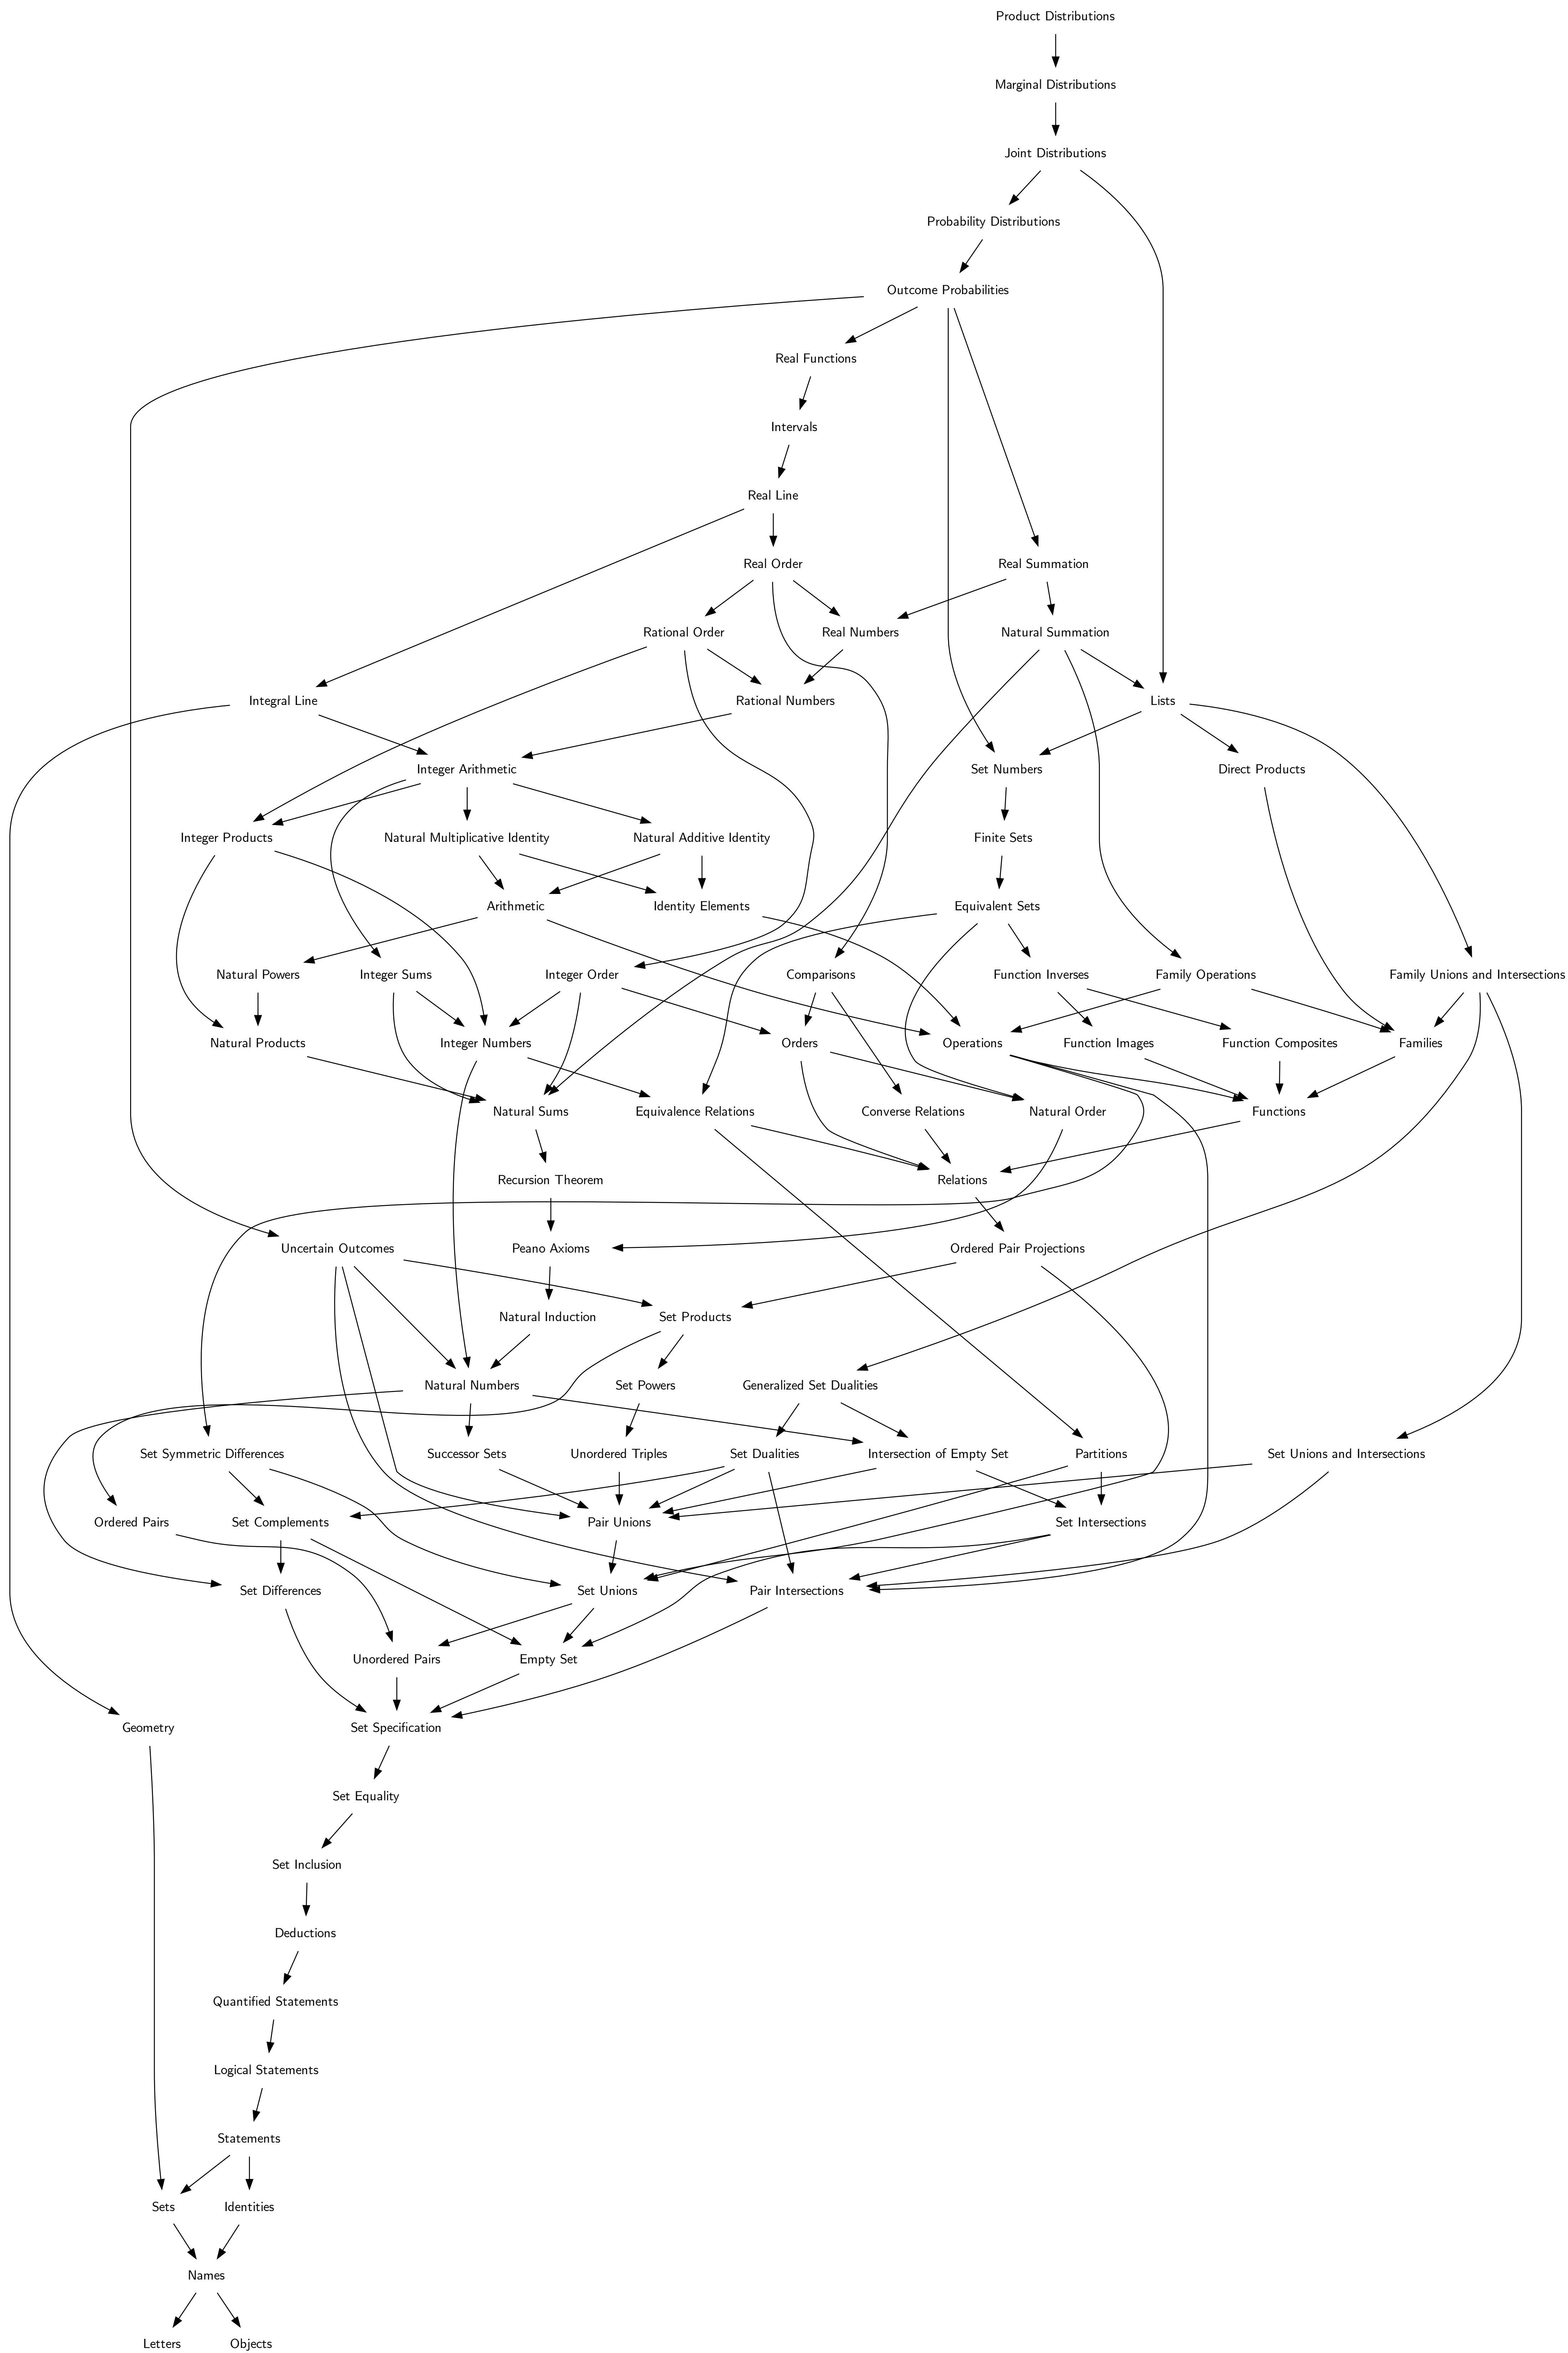 Product Distributions
Marginal Distributions
Joint Distributions
Probability Distributions
Outcome Probabilities
Real Functions
Intervals
Real Line
Real Order
Real Summation
Rational Order
Real Numbers
Natural Summation
Integral Line
Rational Numbers
Lists
Integer Arithmetic
Set Numbers
Direct Products
Integer Products
Natural Multiplicative Identity
Natural Additive Identity
Finite Sets
Arithmetic
Identity Elements
Equivalent Sets
Natural Powers
Integer Sums
Integer Order
Comparisons
Function Inverses
Family Operations
Family Unions and Intersections
Natural Products
Integer Numbers
Orders
Operations
Function Images
Function Composites
Families
Natural Sums
Equivalence Relations
Converse Relations
Natural Order
Functions
Recursion Theorem
Relations
Uncertain Outcomes
Peano Axioms
Ordered Pair Projections
Natural Induction
Set Products
Natural Numbers
Set Powers
Generalized Set Dualities
Set Symmetric Differences
Successor Sets
Unordered Triples
Set Dualities
Intersection of Empty Set
Partitions
Set Unions and Intersections
Ordered Pairs
Set Complements
Pair Unions
Set Intersections
Set Differences
Set Unions
Pair Intersections
Unordered Pairs
Empty Set
Geometry
Set Specification
Set Equality
Set Inclusion
Deductions
Quantified Statements
Logical Statements
Statements
Sets
Identities
Names
Letters
Objects